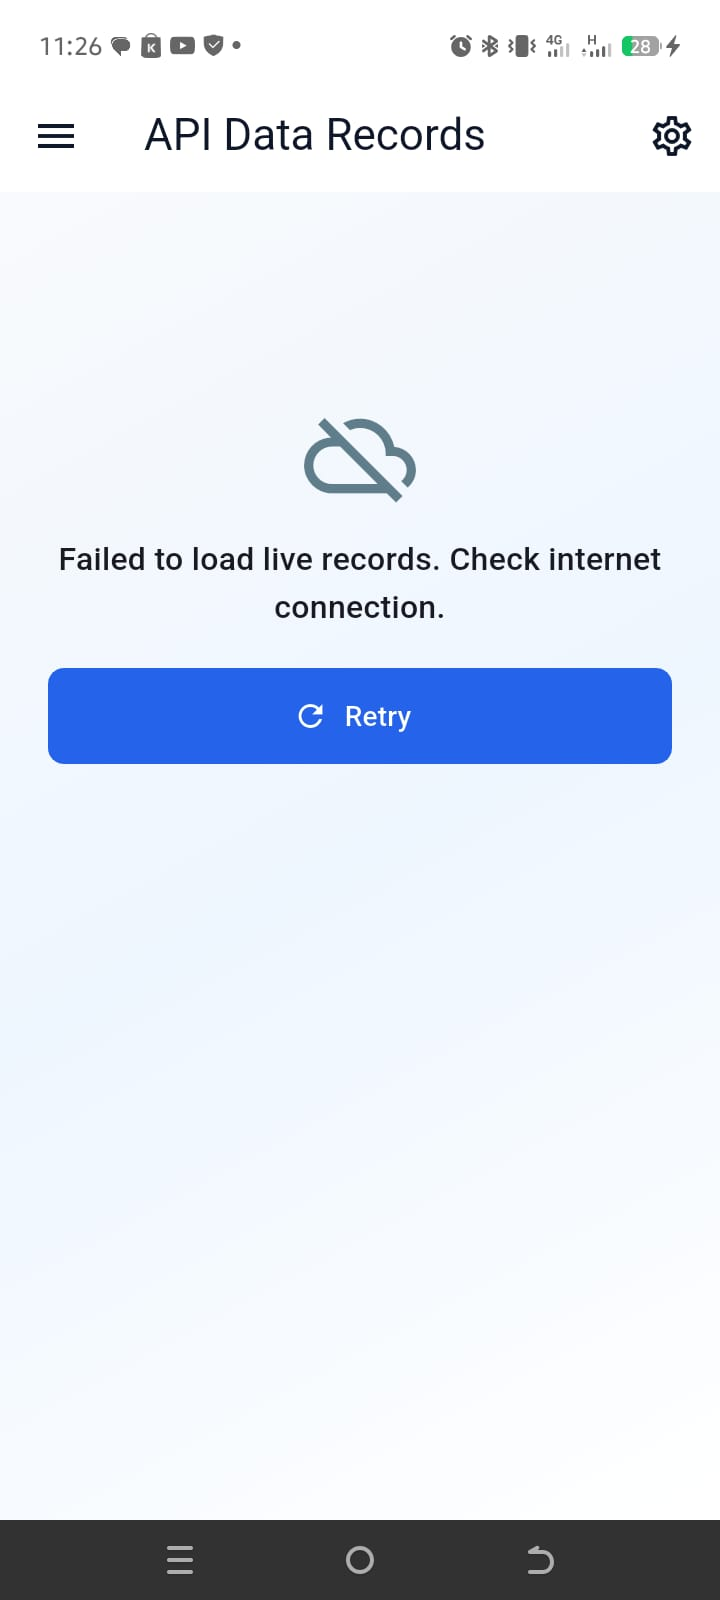 11:26 K 4G H 28
API Data Records
Failed to load live records. Check internet
connection.
Retry